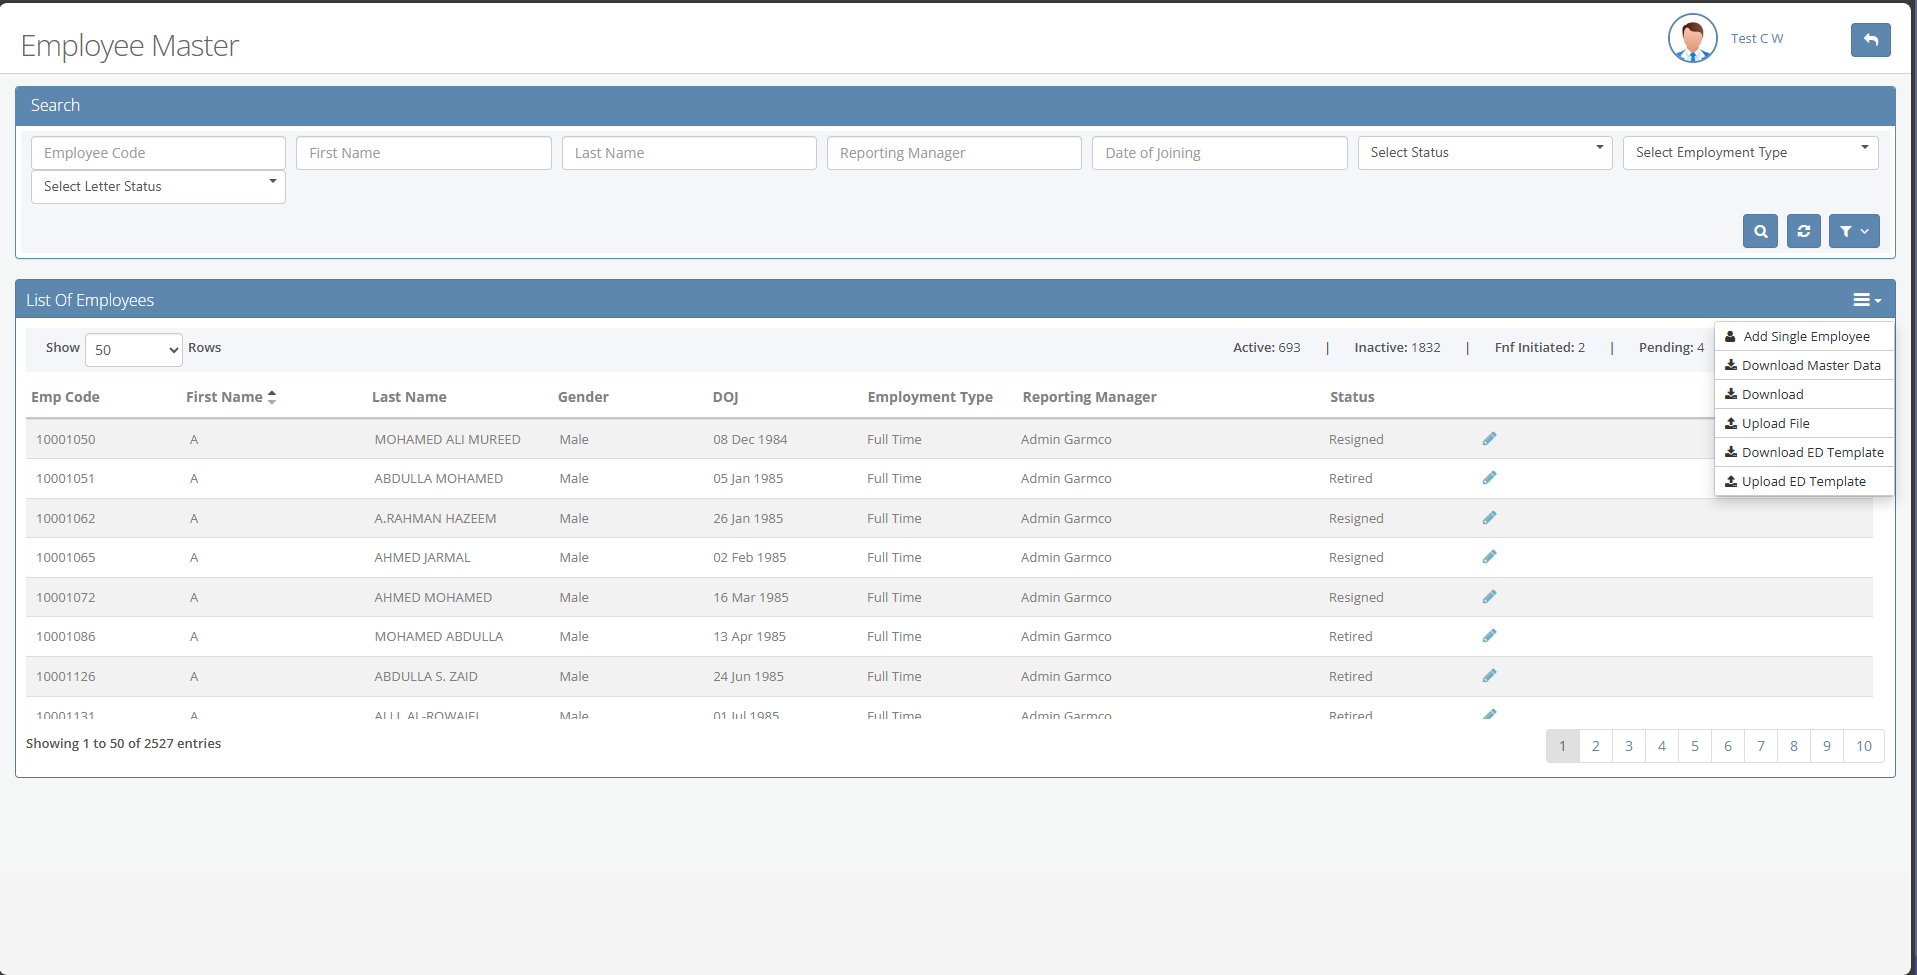 Employee Master
Test C W
Search
Employee Code First Name Last Name Reporting Manager Date of Joining Select Status Select Employment Type
Select Letter Status
List Of Employees
Show 50 Rows Active: 693 | Inactive: 1832 | Fnf Initiated: 2 | Pending: 4
Add Single Employee
Download Master Data
Download
Upload File
Download ED Template
Upload ED Template
Emp Code First Name Last Name Gender DOJ Employment Type Reporting Manager Status
10001050 A MOHAMED ALI MUREED Male 08 Dec 1984 Full Time Admin Garmco Resigned
10001051 A ABDULLA MOHAMED Male 05 Jan 1985 Full Time Admin Garmco Retired
10001062 A A.RAHMAN HAZEEM Male 26 Jan 1985 Full Time Admin Garmco Resigned
10001065 A AHMED JARMAL Male 02 Feb 1985 Full Time Admin Garmco Resigned
10001072 A AHMED MOHAMED Male 16 Mar 1985 Full Time Admin Garmco Resigned
10001086 A MOHAMED ABDULLA Male 13 Apr 1985 Full Time Admin Garmco Retired
10001126 A ABDULLA S. ZAID Male 24 Jun 1985 Full Time Admin Garmco Retired
10001131 A Male 01 Jul 1985 Full Time Admin Garmco Retired
Showing 1 to 50 of 2527 entries
1 2 3 4 5 6 7 8 9 10